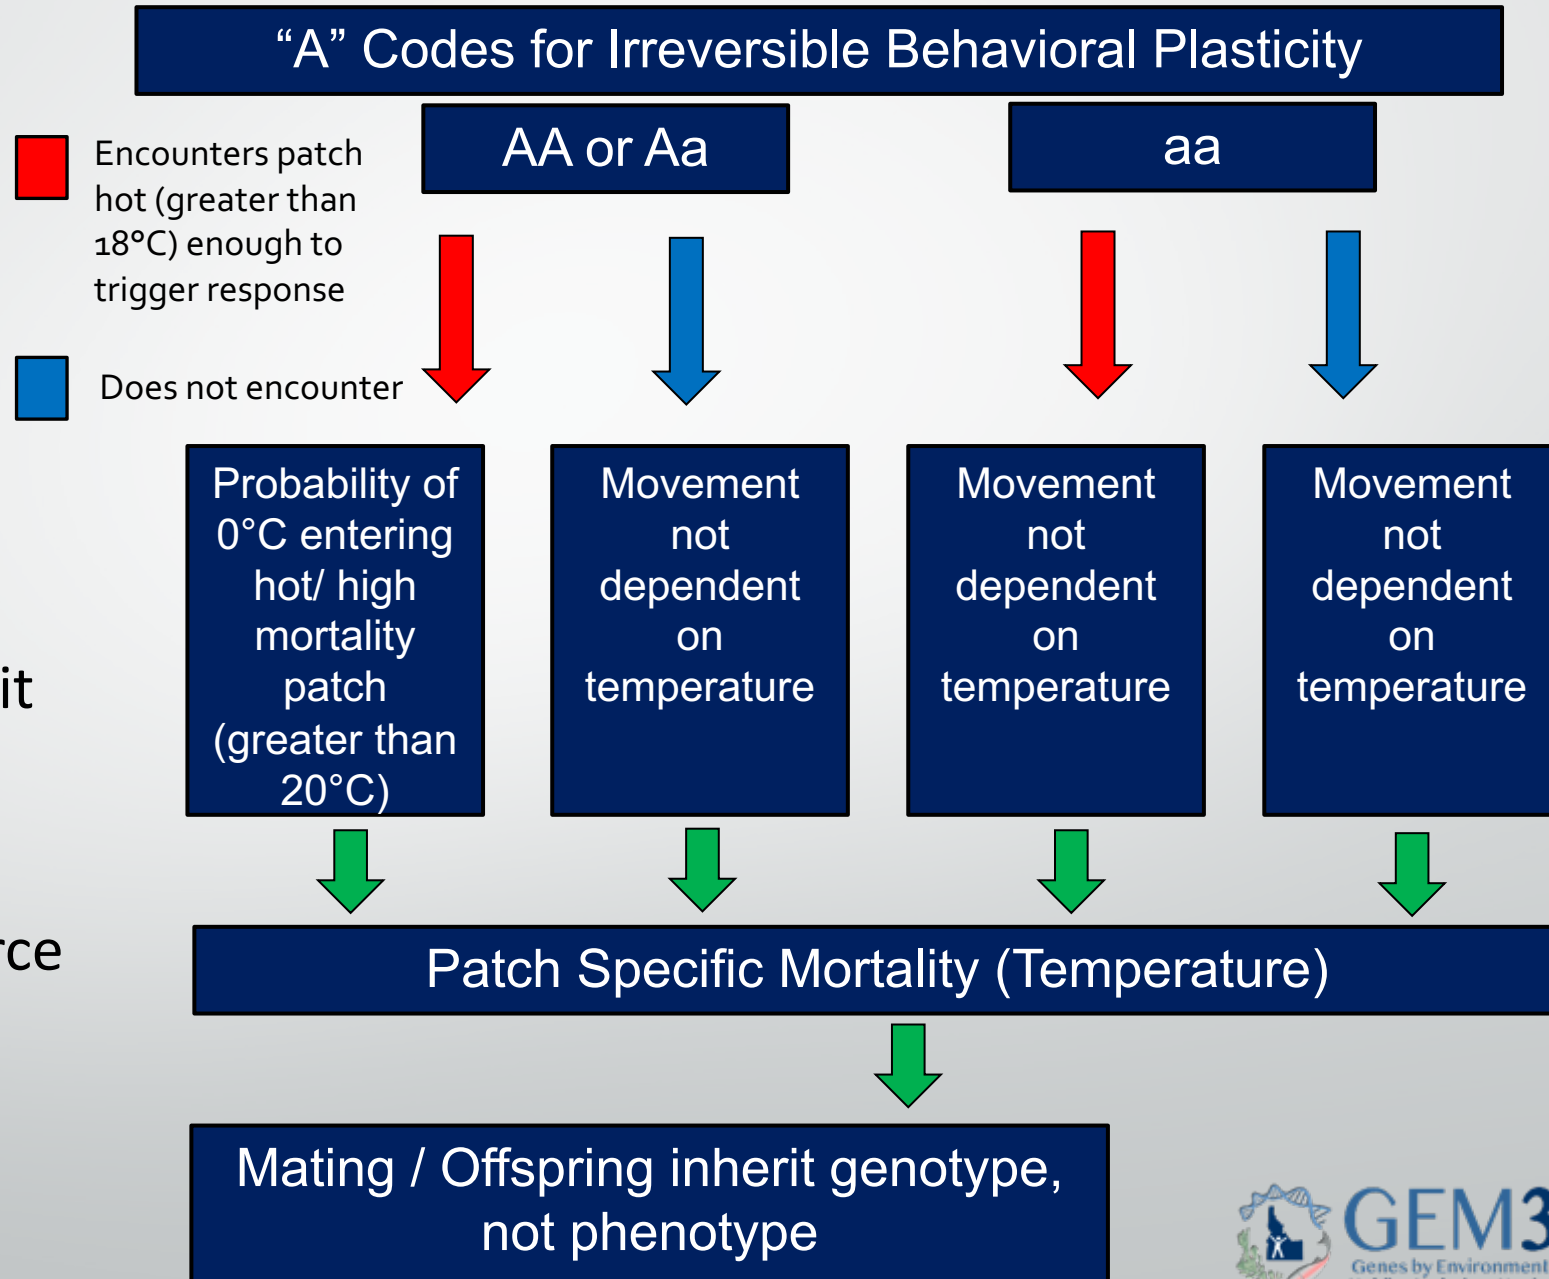 “A” Codes for Irreversible Behavioral Plasticity
AA or Aa
aa
Encounters patch
hot (greater than
18°C) enough to
trigger response
Does not encounter
Probability of
0°C entering
hot/ high
mortality
patch
(greater than
20°C)
Movement
not
dependent
on
temperature
Movement
not
dependent
on
temperature
Movement
not
dependent
on
temperature
it
rce
Patch Specific Mortality (Temperature)
Mating / Offspring inherit genotype,
not phenotype
GEM3
Genes by Environment